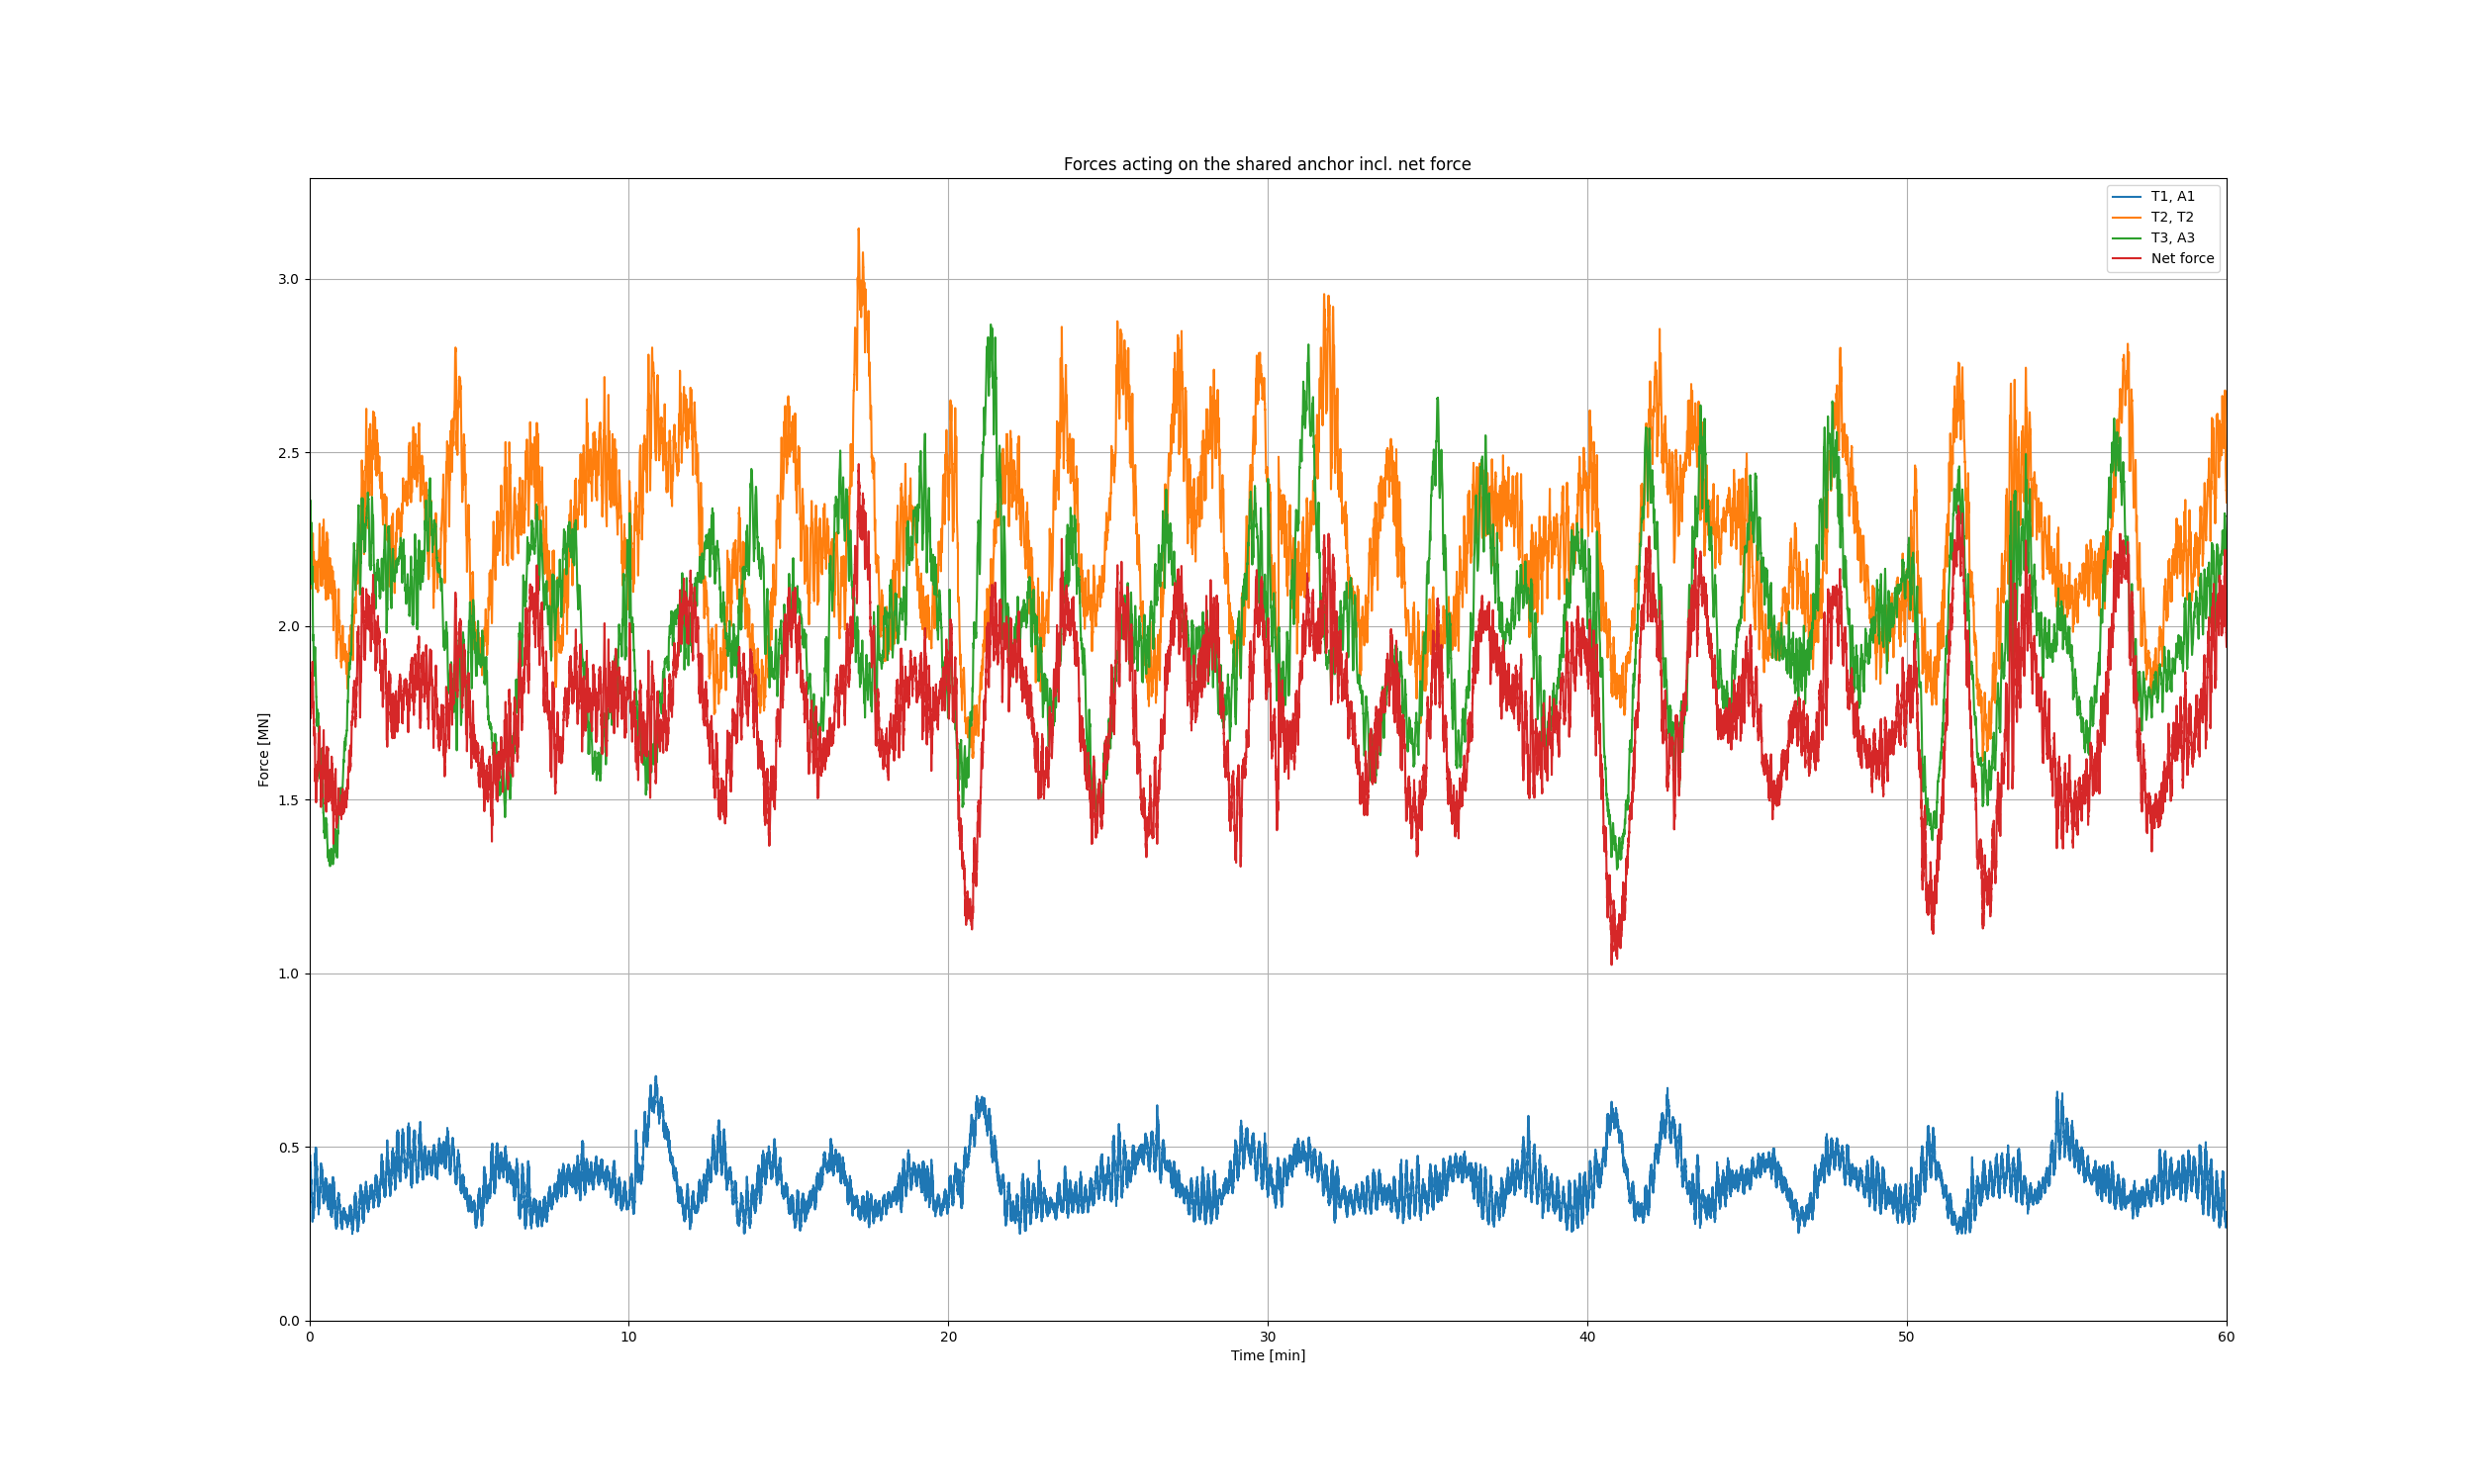 Forces acting on the shared anchor incl. net force
T1, A1
T2, T2
T3, A3
Net force
3.0
2.5
2.0
1.5
1.0
0.5
0.0
Force [MN]
0 10 20 30 40 50 60
Time [min]